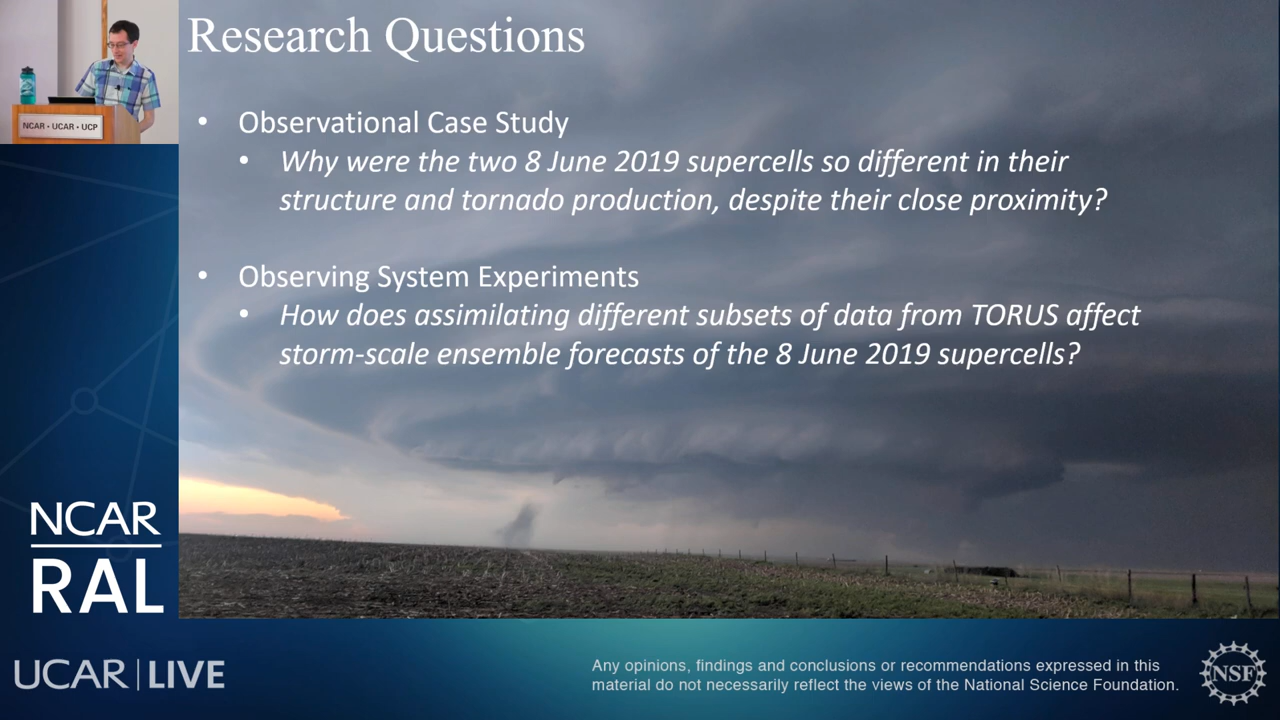 Research Questions
NCAR • UCAR • UCP
• Observational Case Study
• Why were the two 8 June 2019 supercells so different in their
structure and tornado production, despite their close proximity?
• Observing System Experiments
• How does assimilating different subsets of data from TORUS affect
storm-scale ensemble forecasts of the 8 June 2019 supercells?
NCAR
RAL
UCAR | LIVE
Any opinions, findings and conclusions or recommendations expressed in this
material do not necessarily reflect the views of the National Science Foundation.
NSF